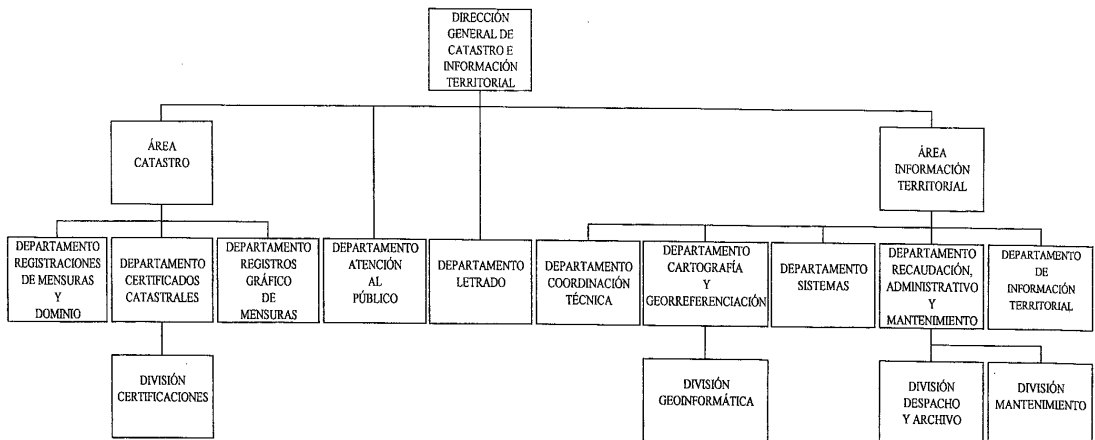 DIRECCIÓN
GENERAL DE
CATASTRO E
INFORMACIÓN
TERRITORIAL
ÁREA
CATASTRO
ÁREA
INFORMACIÓN
TERRITORIAL
DEPARTAMENTO
REGISTRACIONES
DE MENSURAS
Y
DOMINIO
DEPARTAMENTO
CERTIFICADOS
CATASTRALES
DEPARTAMENTO
REGISTROS
GRÁFICO
DE
MENSURAS
DEPARTAMENTO
ATENCIÓN
AL
PÚBLICO
DEPARTAMENTO
LETRADO
DEPARTAMENTO
COORDINACIÓN
TÉCNICA
DEPARTAMENTO
CARTOGRAFÍA
Y
GEORREFERENCIACIÓN
DEPARTAMENTO
SISTEMAS
DEPARTAMENTO
RECAUDACIÓN,
ADMINISTRATIVO
Y
MANTENIMIENTO
DEPARTAMENTO
DE
INFORMACIÓN
TERRITORIAL
DIVISIÓN
CERTIFICACIONES
DIVISIÓN
GEOINFORMÁTICA
DIVISIÓN
DESPACHO
Y ARCHIVO
DIVISIÓN
MANTENIMIENTO